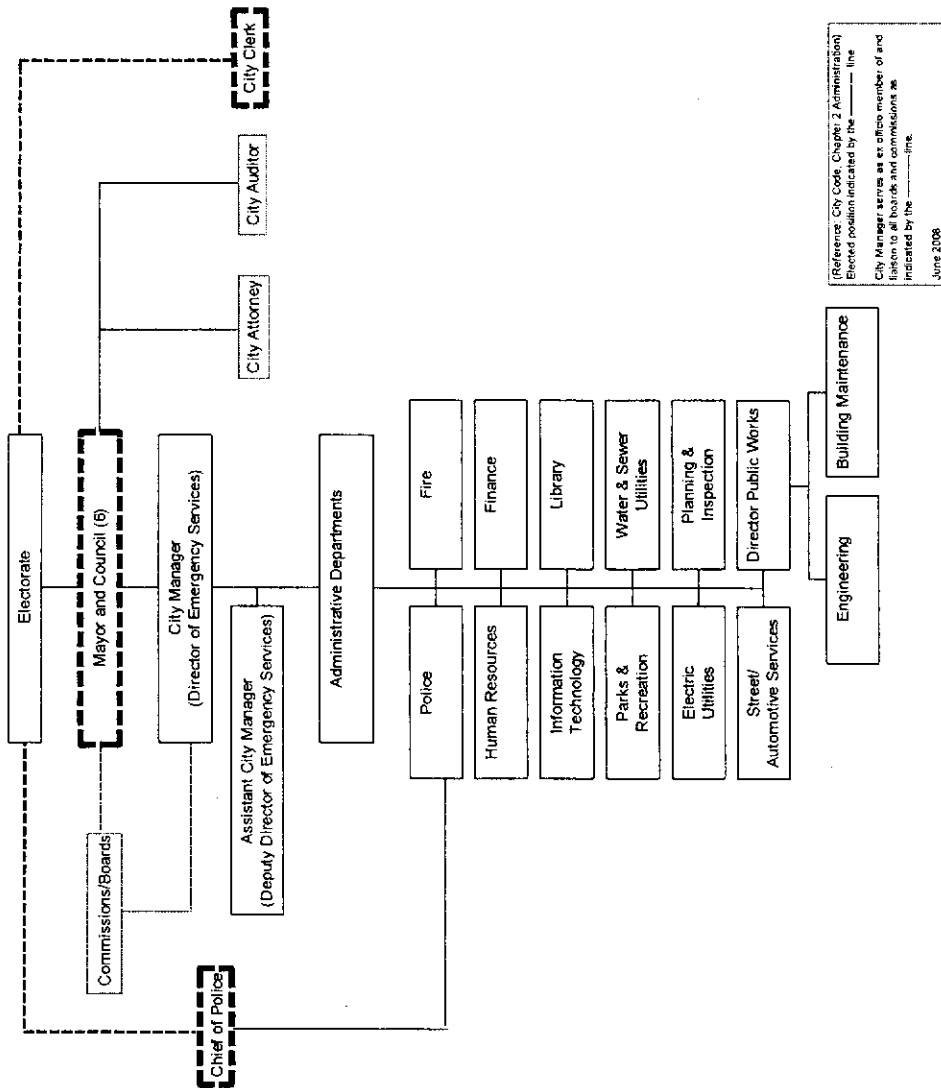 Electorate
Mayor and Council (6)
City Clerk
Commissions/Boards
City Manager
(Director of Emergency Services)
City Attorney
City Auditor
Chief of Police
Assistant City Manager
(Deputy Director of Emergency Services)
Administrative Departments
Police
Fire
Human Resources
Finance
Information
Technology
Library
Parks &
Recreation
Water & Sewer
Utilities
Electric
Utilities
Planning &
Inspection
Street/
Automotive Services
Director Public Works
Engineering
Building Maintenance
(Reference: City Code, Chapter 2 Administration)
Elected position indicated by the ——— line
City Manager serves as ex officio member of and
liaison to all boards and commissions as
indicated by the ——— line.
June 2008